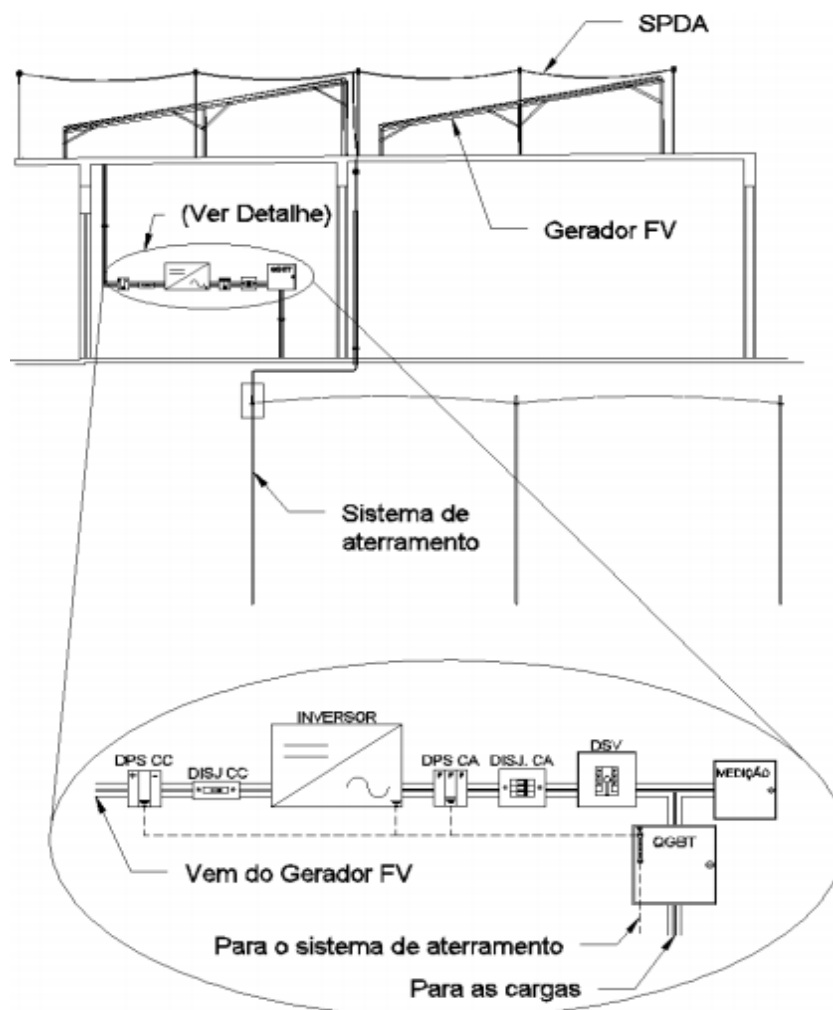 SPDA
(Ver Detalhe)
Gerador FV
QGBT
Sistema de
aterramento
INVERSOR
DPS CC
DISJ CC
DPS CA
DISJ. CA
DSV
MEDIÇÃO
QGBT
Vem do Gerador FV
Para o sistema de aterramento
Para as cargas